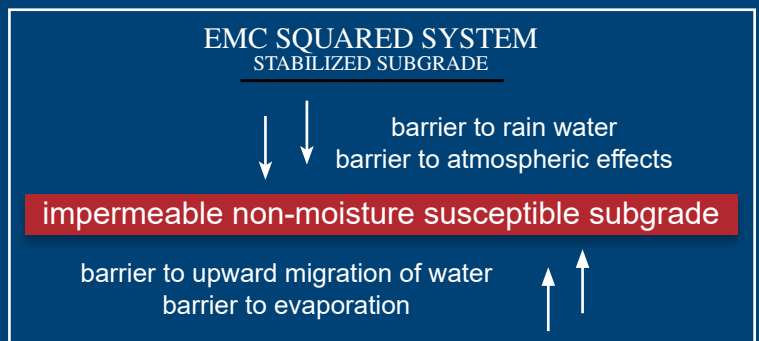 EMC SQUARED SYSTEM
STABILIZED SUBGRADE
barrier to rain water
barrier to atmospheric effects
impermeable non-moisture susceptible subgrade
barrier to upward migration of water
barrier to evaporation